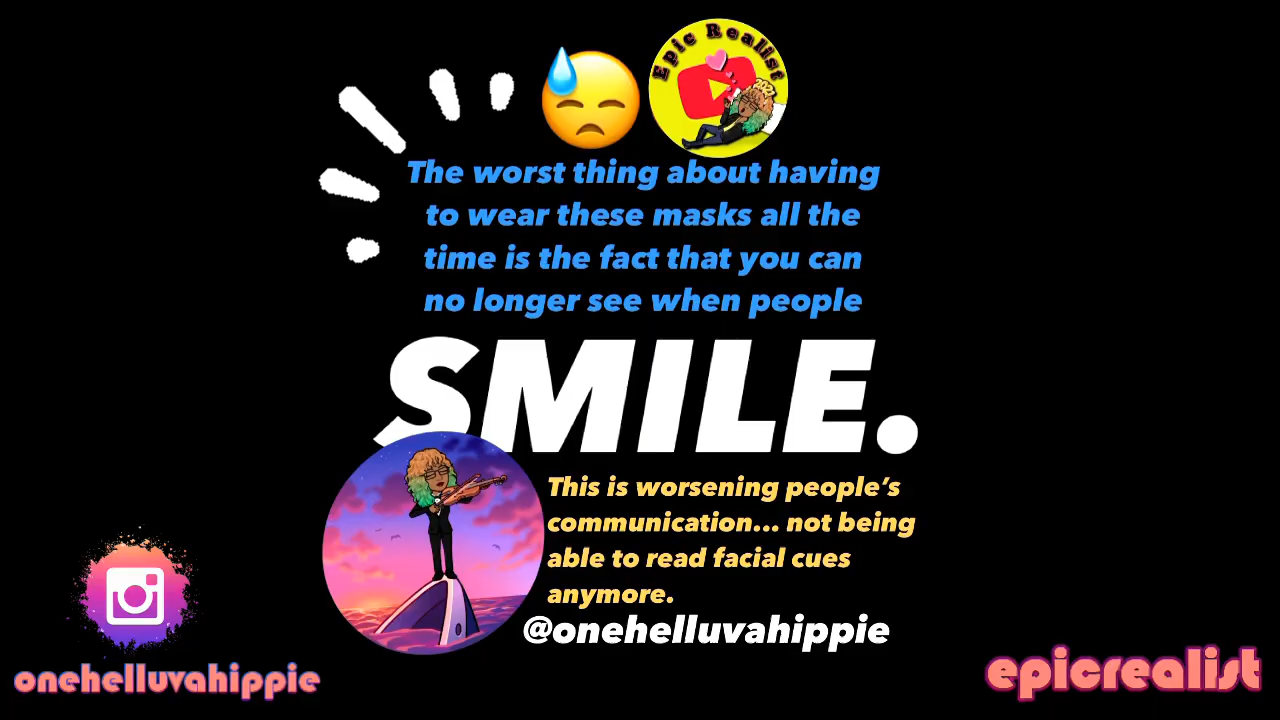 Epic Realist
2021
The worst thing about having
to wear these masks all the
time is the fact that you can
no longer see when people
SMILE.
This is worsening people’s
communication... not being
able to read facial cues
anymore.
@onehelluvahippie
onehelluvahippie
epicrealist